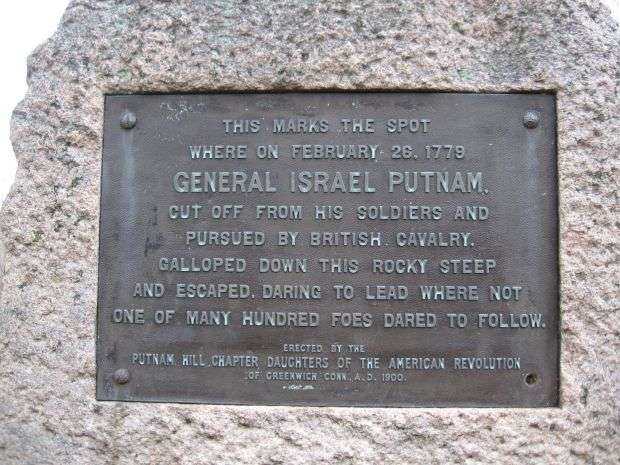 THIS MARKS THE SPOT
WHERE ON FEBRUARY 26, 1779
GENERAL ISRAEL PUTNAM,
CUT OFF FROM HIS SOLDIERS AND
PURSUED BY BRITISH CAVALRY,
GALLOPED DOWN THIS ROCKY STEEP
AND ESCAPED, DARING TO LEAD WHERE NOT
ONE OF MANY HUNDRED FOES DARED TO FOLLOW.
ERECTED BY THE
PUTNAM HILL CHAPTER DAUGHTERS OF THE AMERICAN REVOLUTION
OF GREENWICH CONN., A.D. 1900.